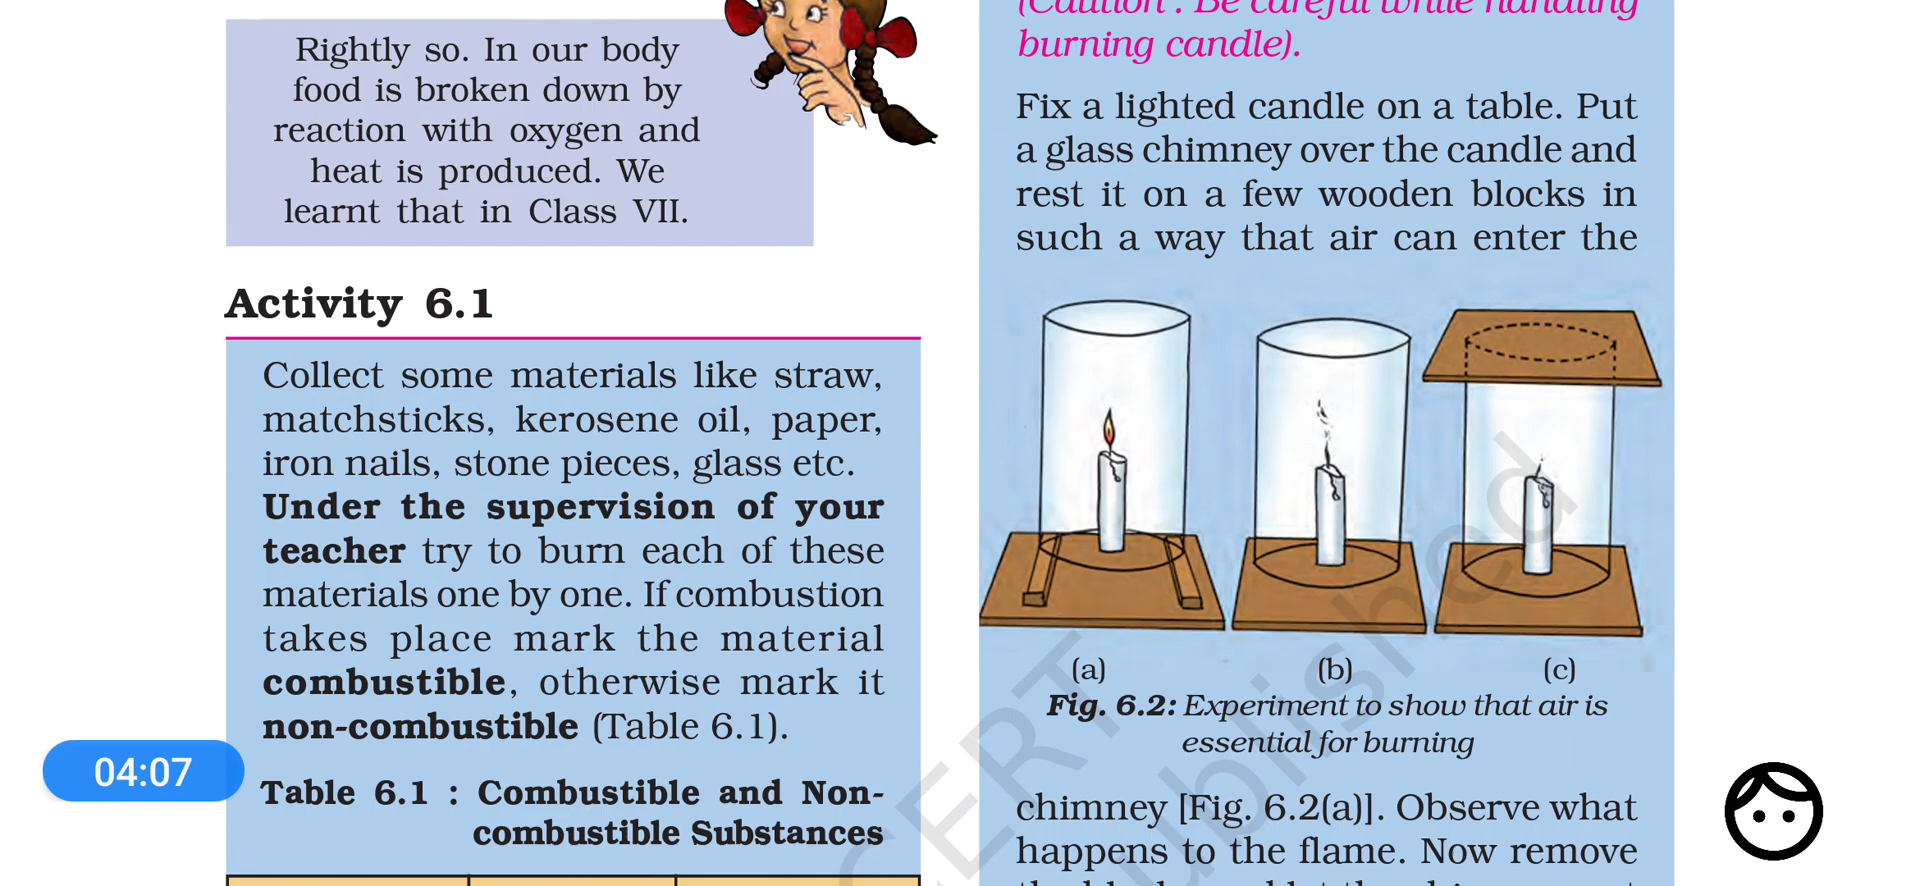 Rightly so. In our body
food is broken down by
reaction with oxygen and
heat is produced. We
learnt that in Class VII.
Activity 6.1
Collect some materials like straw,
matchsticks, kerosene oil, paper,
iron nails, stone pieces, glass etc.
Under the supervision of your
teacher try to burn each of these
materials one by one. If combustion
takes place mark the material
combustible, otherwise mark it
non-combustible (Table 6.1).
04:07
Table 6.1 : Combustible and Non-
combustible Substances
(Caution : Be careful while handling
burning candle).
Fix a lighted candle on a table. Put
a glass chimney over the candle and
rest it on a few wooden blocks in
such a way that air can enter the
(a) (b) (c)
Fig. 6.2: Experiment to show that air is
essential for burning
chimney [Fig. 6.2(a)]. Observe what
happens to the flame. Now remove